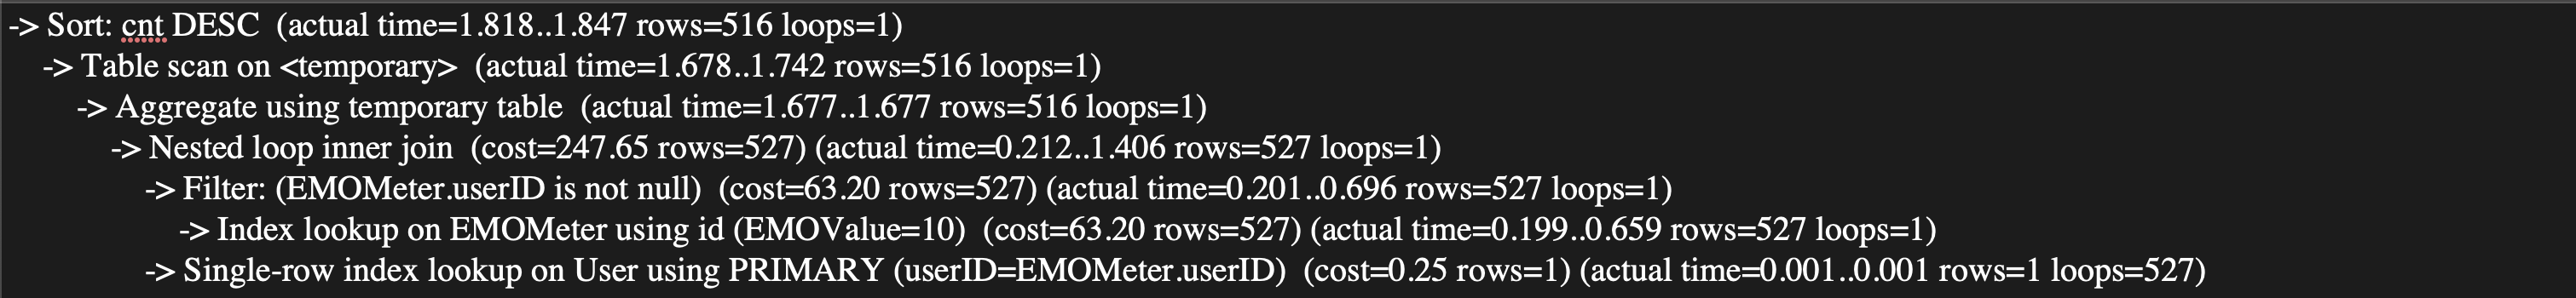 -> Sort: cnt DESC  (actual time=1.818..1.847 rows=516 loops=1)
-> Table scan on <temporary>  (actual time=1.678..1.742 rows=516 loops=1)
-> Aggregate using temporary table  (actual time=1.677..1.677 rows=516 loops=1)
-> Nested loop inner join  (cost=247.65 rows=527) (actual time=0.212..1.406 rows=527 loops=1)
-> Filter: (EMOMeter.userID is not null)  (cost=63.20 rows=527) (actual time=0.201..0.696 rows=527 loops=1)
-> Index lookup on EMOMeter using id (EMOValue=10)  (cost=63.20 rows=527) (actual time=0.199..0.659 rows=527 loops=1)
-> Single-row index lookup on User using PRIMARY (userID=EMOMeter.userID)  (cost=0.25 rows=1) (actual time=0.001..0.001 rows=1 loops=527)